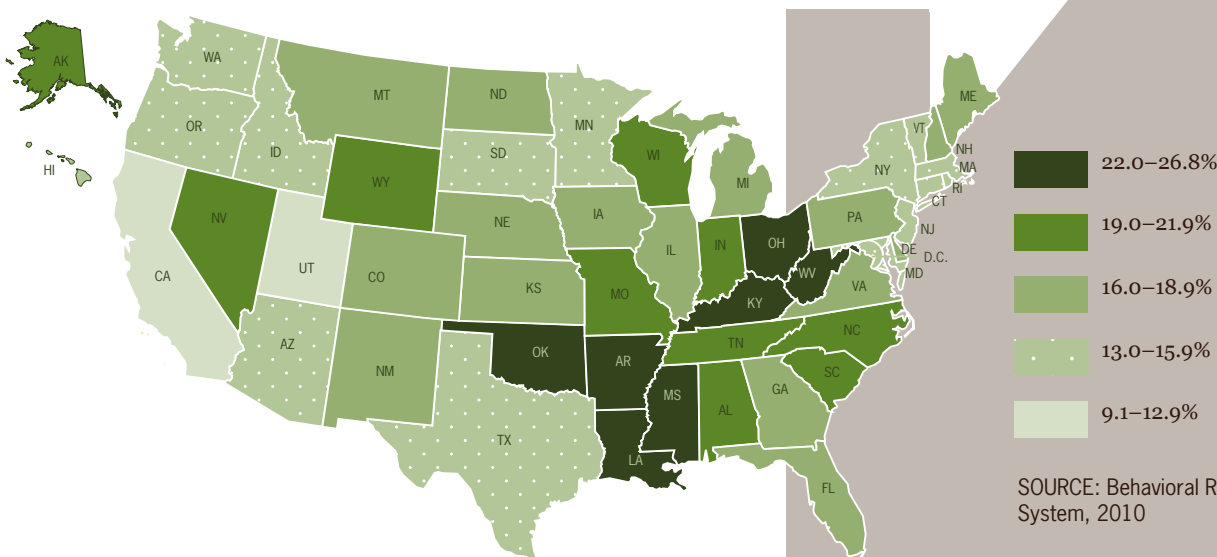 AK
WA
MT
ND
MN
ME
VT
OR
ID
SD
WI
NY
NH
MA
HI
WY
MI
RI
CT
NV
NE
IA
PA
NJ
CA
UT
CO
KS
IL
IN
OH
DE
D.C.
MD
WV
VA
MO
KY
AZ
NM
OK
AR
TN
NC
SC
TX
MS
AL
GA
LA
FL
22.0–26.8%
19.0–21.9%
16.0–18.9%
13.0–15.9%
9.1–12.9%
SOURCE: Behavioral R
System, 2010